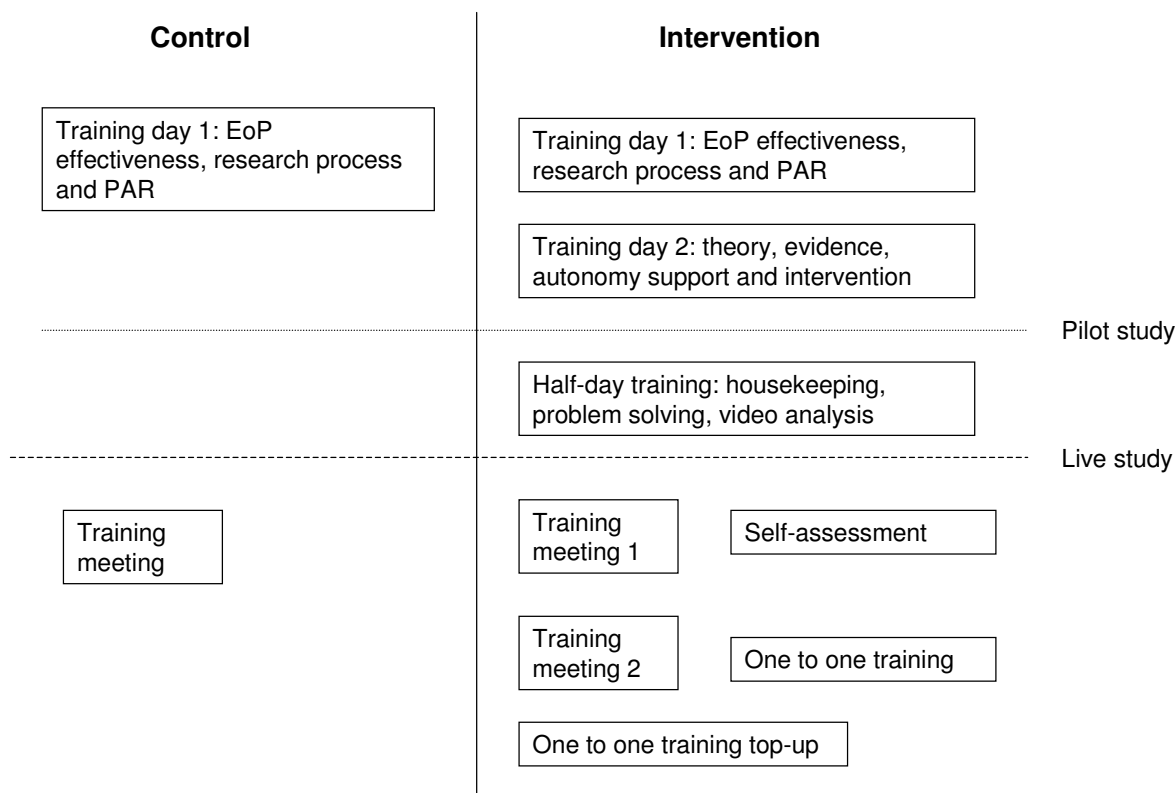 Control
Intervention
Training day 1: EoP
effectiveness, research process
and PAR
Training day 1: EoP effectiveness,
research process and PAR
Training day 2: theory, evidence,
autonomy support and intervention
Pilot study
Half-day training: housekeeping,
problem solving, video analysis
Live study
Training
meeting
Training
meeting 1
Self-assessment
Training
meeting 2
One to one training
One to one training top-up